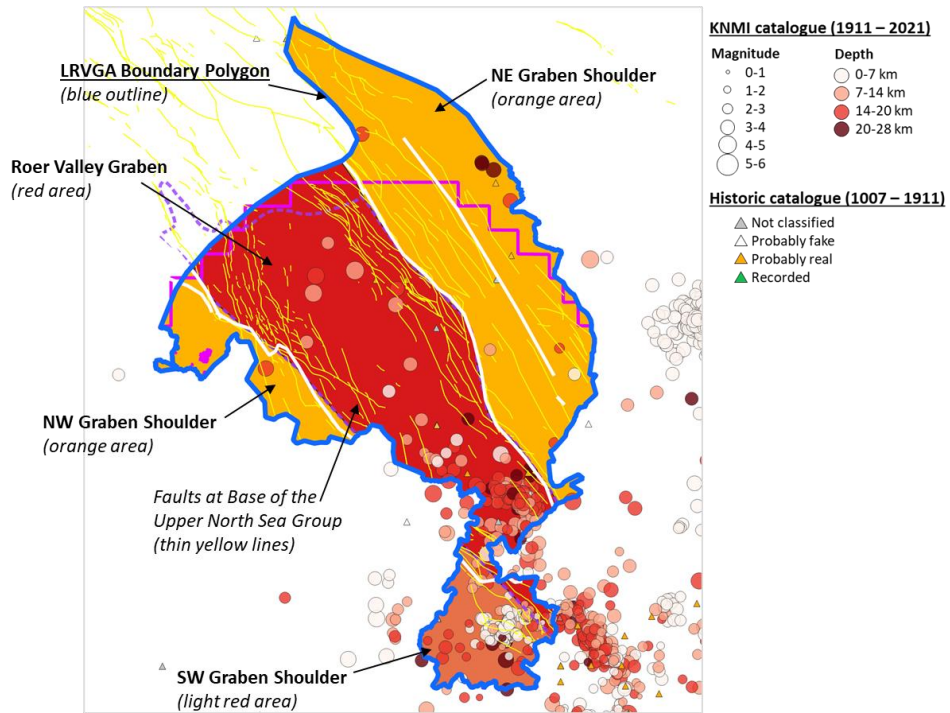 LRVGA Boundary Polygon
(blue outline)
NE Graben Shoulder
(orange area)
Roer Valley Graben
(red area)
NW Graben Shoulder
(orange area)
Faults at Base of the
Upper North Sea Group
(thin yellow lines)
SW Graben Shoulder
(light red area)
KNMI catalogue (1911 – 2021)
Magnitude
0-1
1-2
2-3
3-4
4-5
5-6
Depth
0-7 km
7-14 km
14-20 km
20-28 km
Historic catalogue (1007 – 1911)
Not classified
Probably fake
Probably real
Recorded